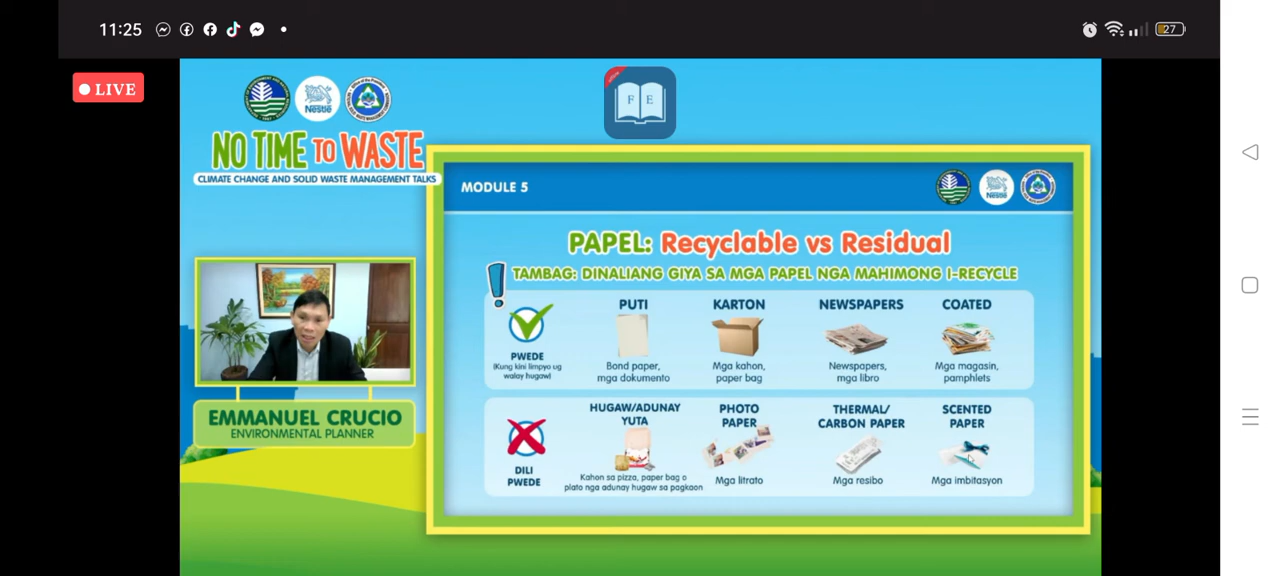 11:25
27
LIVE
Nestlé
NO TIME TO WASTE
CLIMATE CHANGE AND SOLID WASTE MANAGEMENT TALKS
offline
F E
MODULE 5
Nestlé
PAPEL: Recyclable vs Residual
! TAMBAG: DINALIANG GIYA SA MGA PAPEL NGA MAHIMONG I-RECYCLE
PWEDE
(Kung kini limpyo ug
walay hugaw)
PUTI
Bond paper,
mga dokumento
KARTON
Mga kahon,
paper bag
NEWSPAPERS
Newspapers,
mga libro
COATED
Mga magasin,
pamphlets
DILI
PWEDE
HUGAW/ADUNAY
YUTA
Kahon sa pizza, paper bag o
plato nga adunay hugaw sa pagkaon
PHOTO
PAPER
Mga litrato
THERMAL/
CARBON PAPER
Mga resibo
SCENTED
PAPER
Mga imbitasyon
EMMANUEL CRUCIO
ENVIRONMENTAL PLANNER